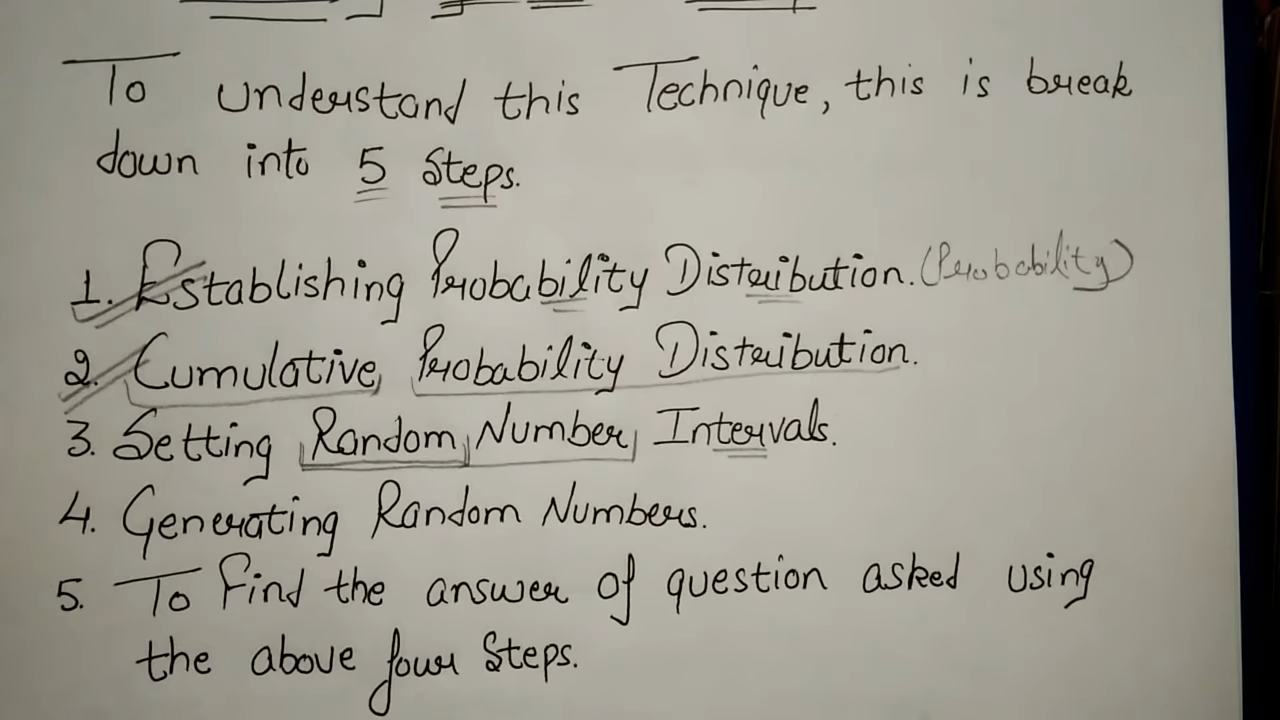 To understand this Technique, this is break
down into 5 Steps.
1. Establishing Probability Distribution. (Probability)
2. Cumulative Probability Distribution.
3. Setting Random Number Intervals.
4. Generating Random Numbers.
5. To Find the answer of question asked using
the above four Steps.